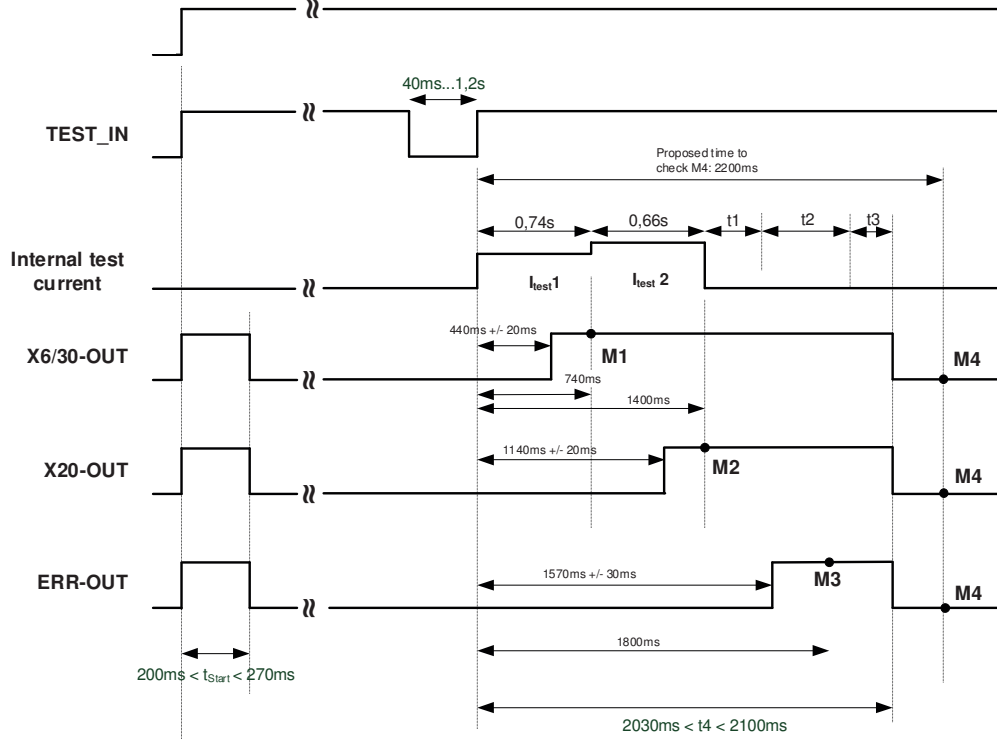 40ms...1,2s
TEST_IN
Proposed time to
check M4: 2200ms
0,74s
0,66s
t1
t2
t3
Internal test
current
Itest1
Itest 2
440ms +/- 20ms
X6/30-OUT
M1
M4
740ms
1400ms
1140ms +/- 20ms
X20-OUT
M2
M4
1570ms +/- 30ms
ERR-OUT
M3
M4
1800ms
200ms < tStart < 270ms
2030ms < t4 < 2100ms